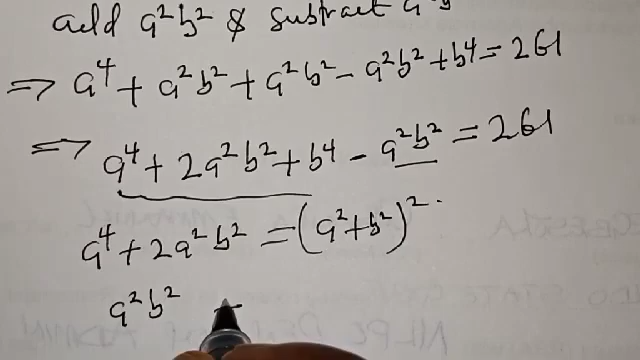 add a²b² & subtract a²b²
⇒ a⁴ + a²b² + a²b² - a²b² + b⁴ = 261
⇒ a⁴ + 2a²b² + b⁴ - a²b² = 261
a⁴ + 2a²b² = (a² + b²)².
a²b²